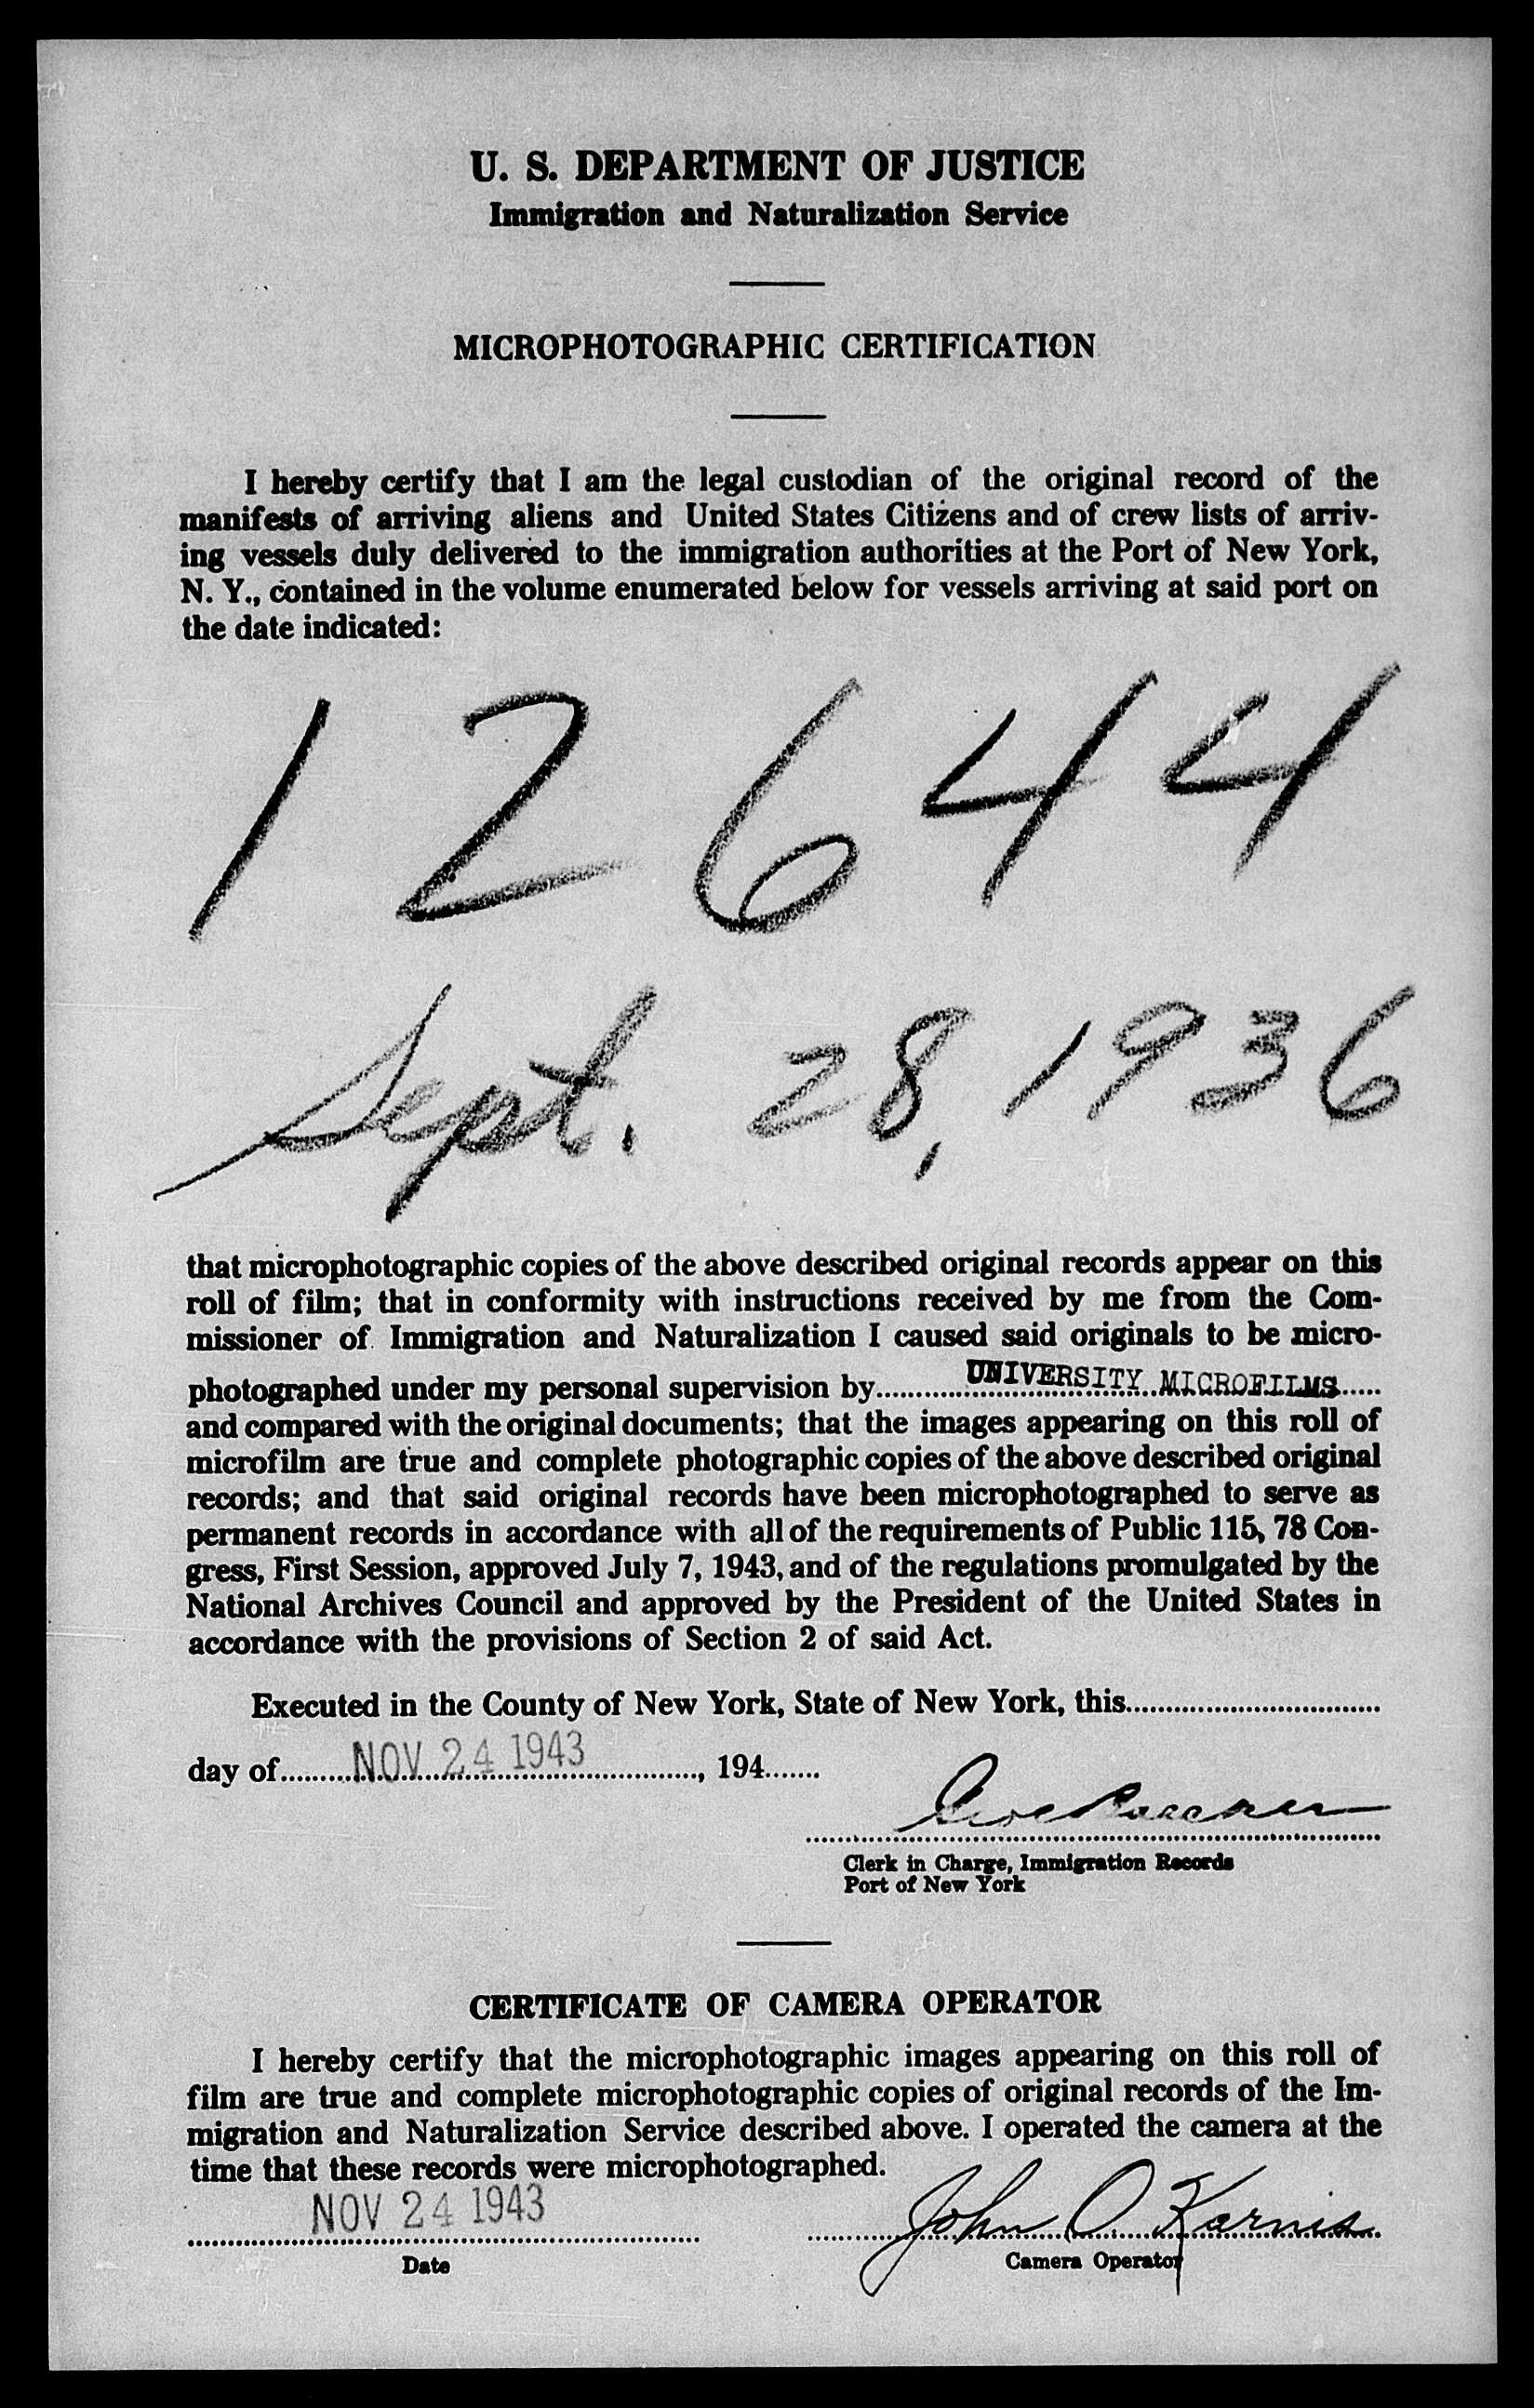 U. S. DEPARTMENT OF JUSTICE
Immigration and Naturalization Service
MICROPHOTOGRAPHIC CERTIFICATION
I hereby certify that I am the legal custodian of the original record of the
manifests of arriving aliens and United States Citizens and of crew lists of arriv-
ing vessels duly delivered to the immigration authorities at the Port of New York,
N. Y., contained in the volume enumerated below for vessels arriving at said port on
the date indicated:
12644
Sept. 28, 1936
that microphotographic copies of the above described original records appear on this
roll of film; that in conformity with instructions received by me from the Com-
missioner of Immigration and Naturalization I caused said originals to be micro-
photographed under my personal supervision by UNIVERSITY MICROFILMS
and compared with the original documents; that the images appearing on this roll of
microfilm are true and complete photographic copies of the above described original
records; and that said original records have been microphotographed to serve as
permanent records in accordance with all of the requirements of Public 115, 78 Con-
gress, First Session, approved July 7, 1943, and of the regulations promulgated by the
National Archives Council and approved by the President of the United States in
accordance with the provisions of Section 2 of said Act.
Executed in the County of New York, State of New York, this
day of NOV 24 1943, 194
Clerk in Charge, Immigration Records
Port of New York
CERTIFICATE OF CAMERA OPERATOR
I hereby certify that the microphotographic images appearing on this roll of
film are true and complete microphotographic copies of original records of the Im-
migration and Naturalization Service described above. I operated the camera at the
time that these records were microphotographed.
NOV 24 1943 John O. Karnis
Date Camera Operator